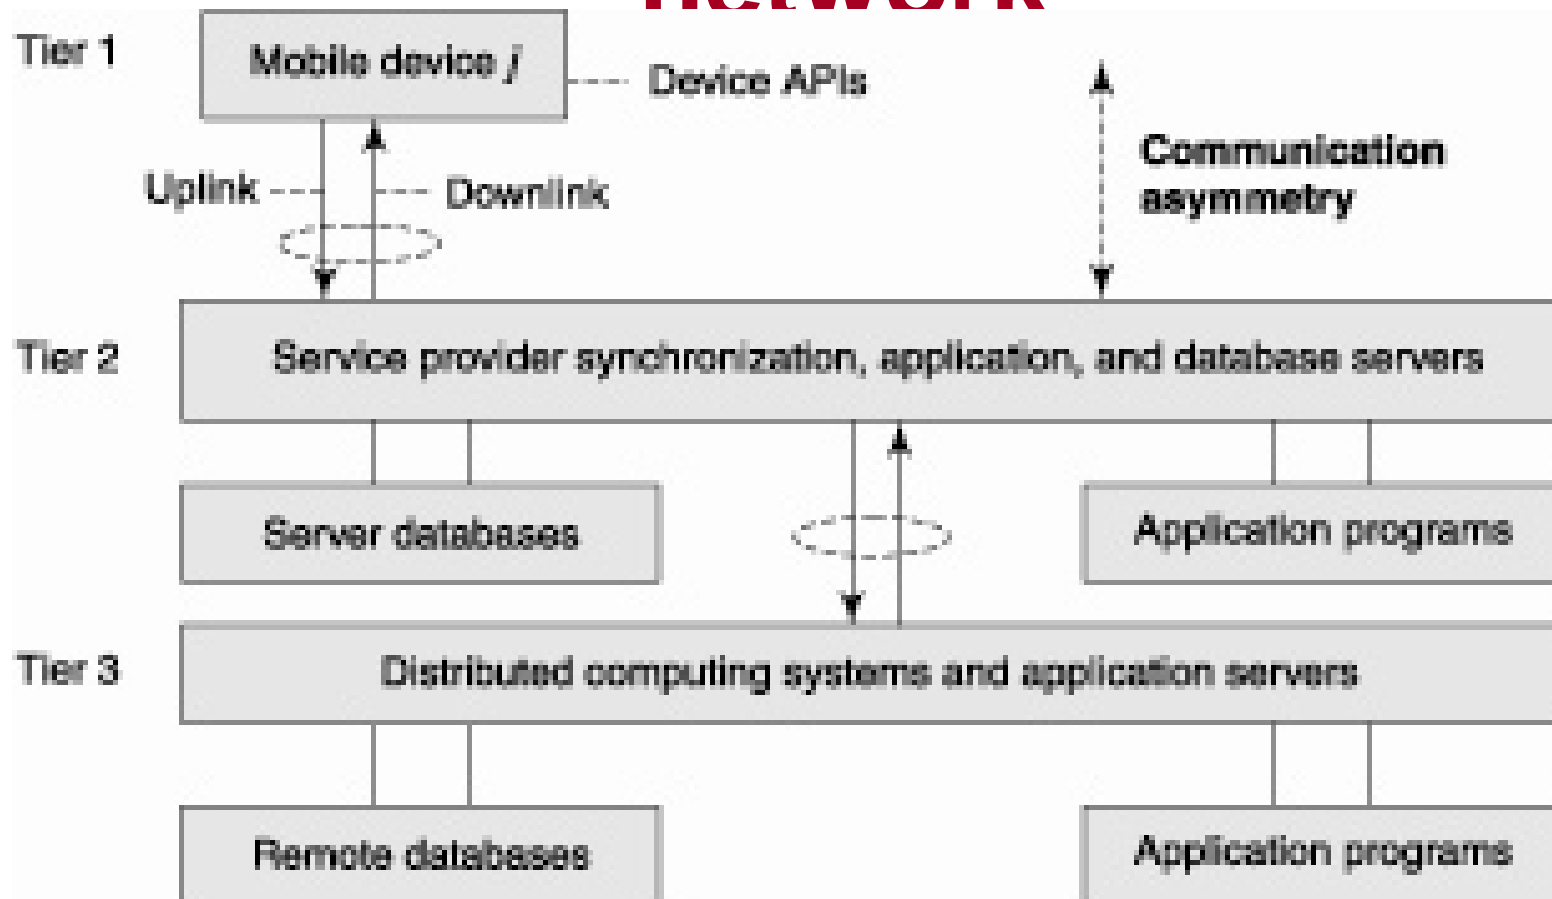 network
Tier 1
Mobile device j
Device APIs
Communication
asymmetry
Uplink
Downlink
Tier 2
Service provider synchronization, application, and database servers
Server databases
Application programs
Tier 3
Distributed computing systems and application servers
Remote databases
Application programs